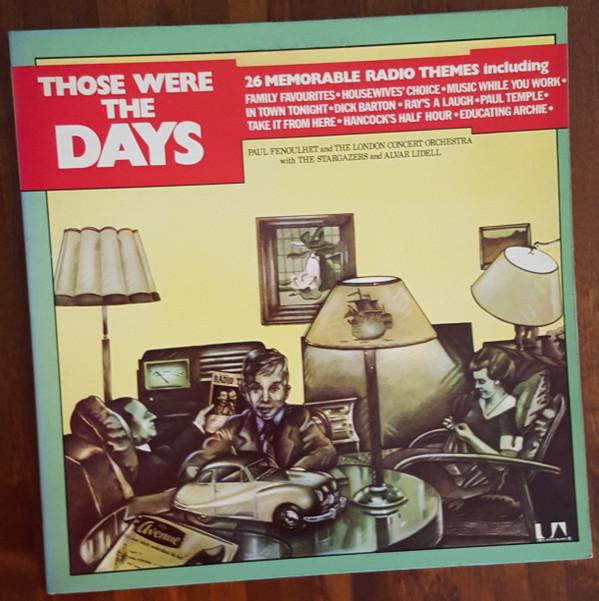 THOSE WERE
THE
DAYS
26 MEMORABLE RADIO THEMES including
FAMILY FAVOURITES • HOUSEWIVES' CHOICE • MUSIC WHILE YOU WORK •
IN TOWN TONIGHT • DICK BARTON • RAY'S A LAUGH • PAUL TEMPLE •
TAKE IT FROM HERE • HANCOCK'S HALF HOUR • EDUCATING ARCHIE •
PAUL FENOULHET and THE LONDON CONCERT ORCHESTRA
with THE STARGAZERS and ALVAR LIDELL
RADIO T
Avenue
UA